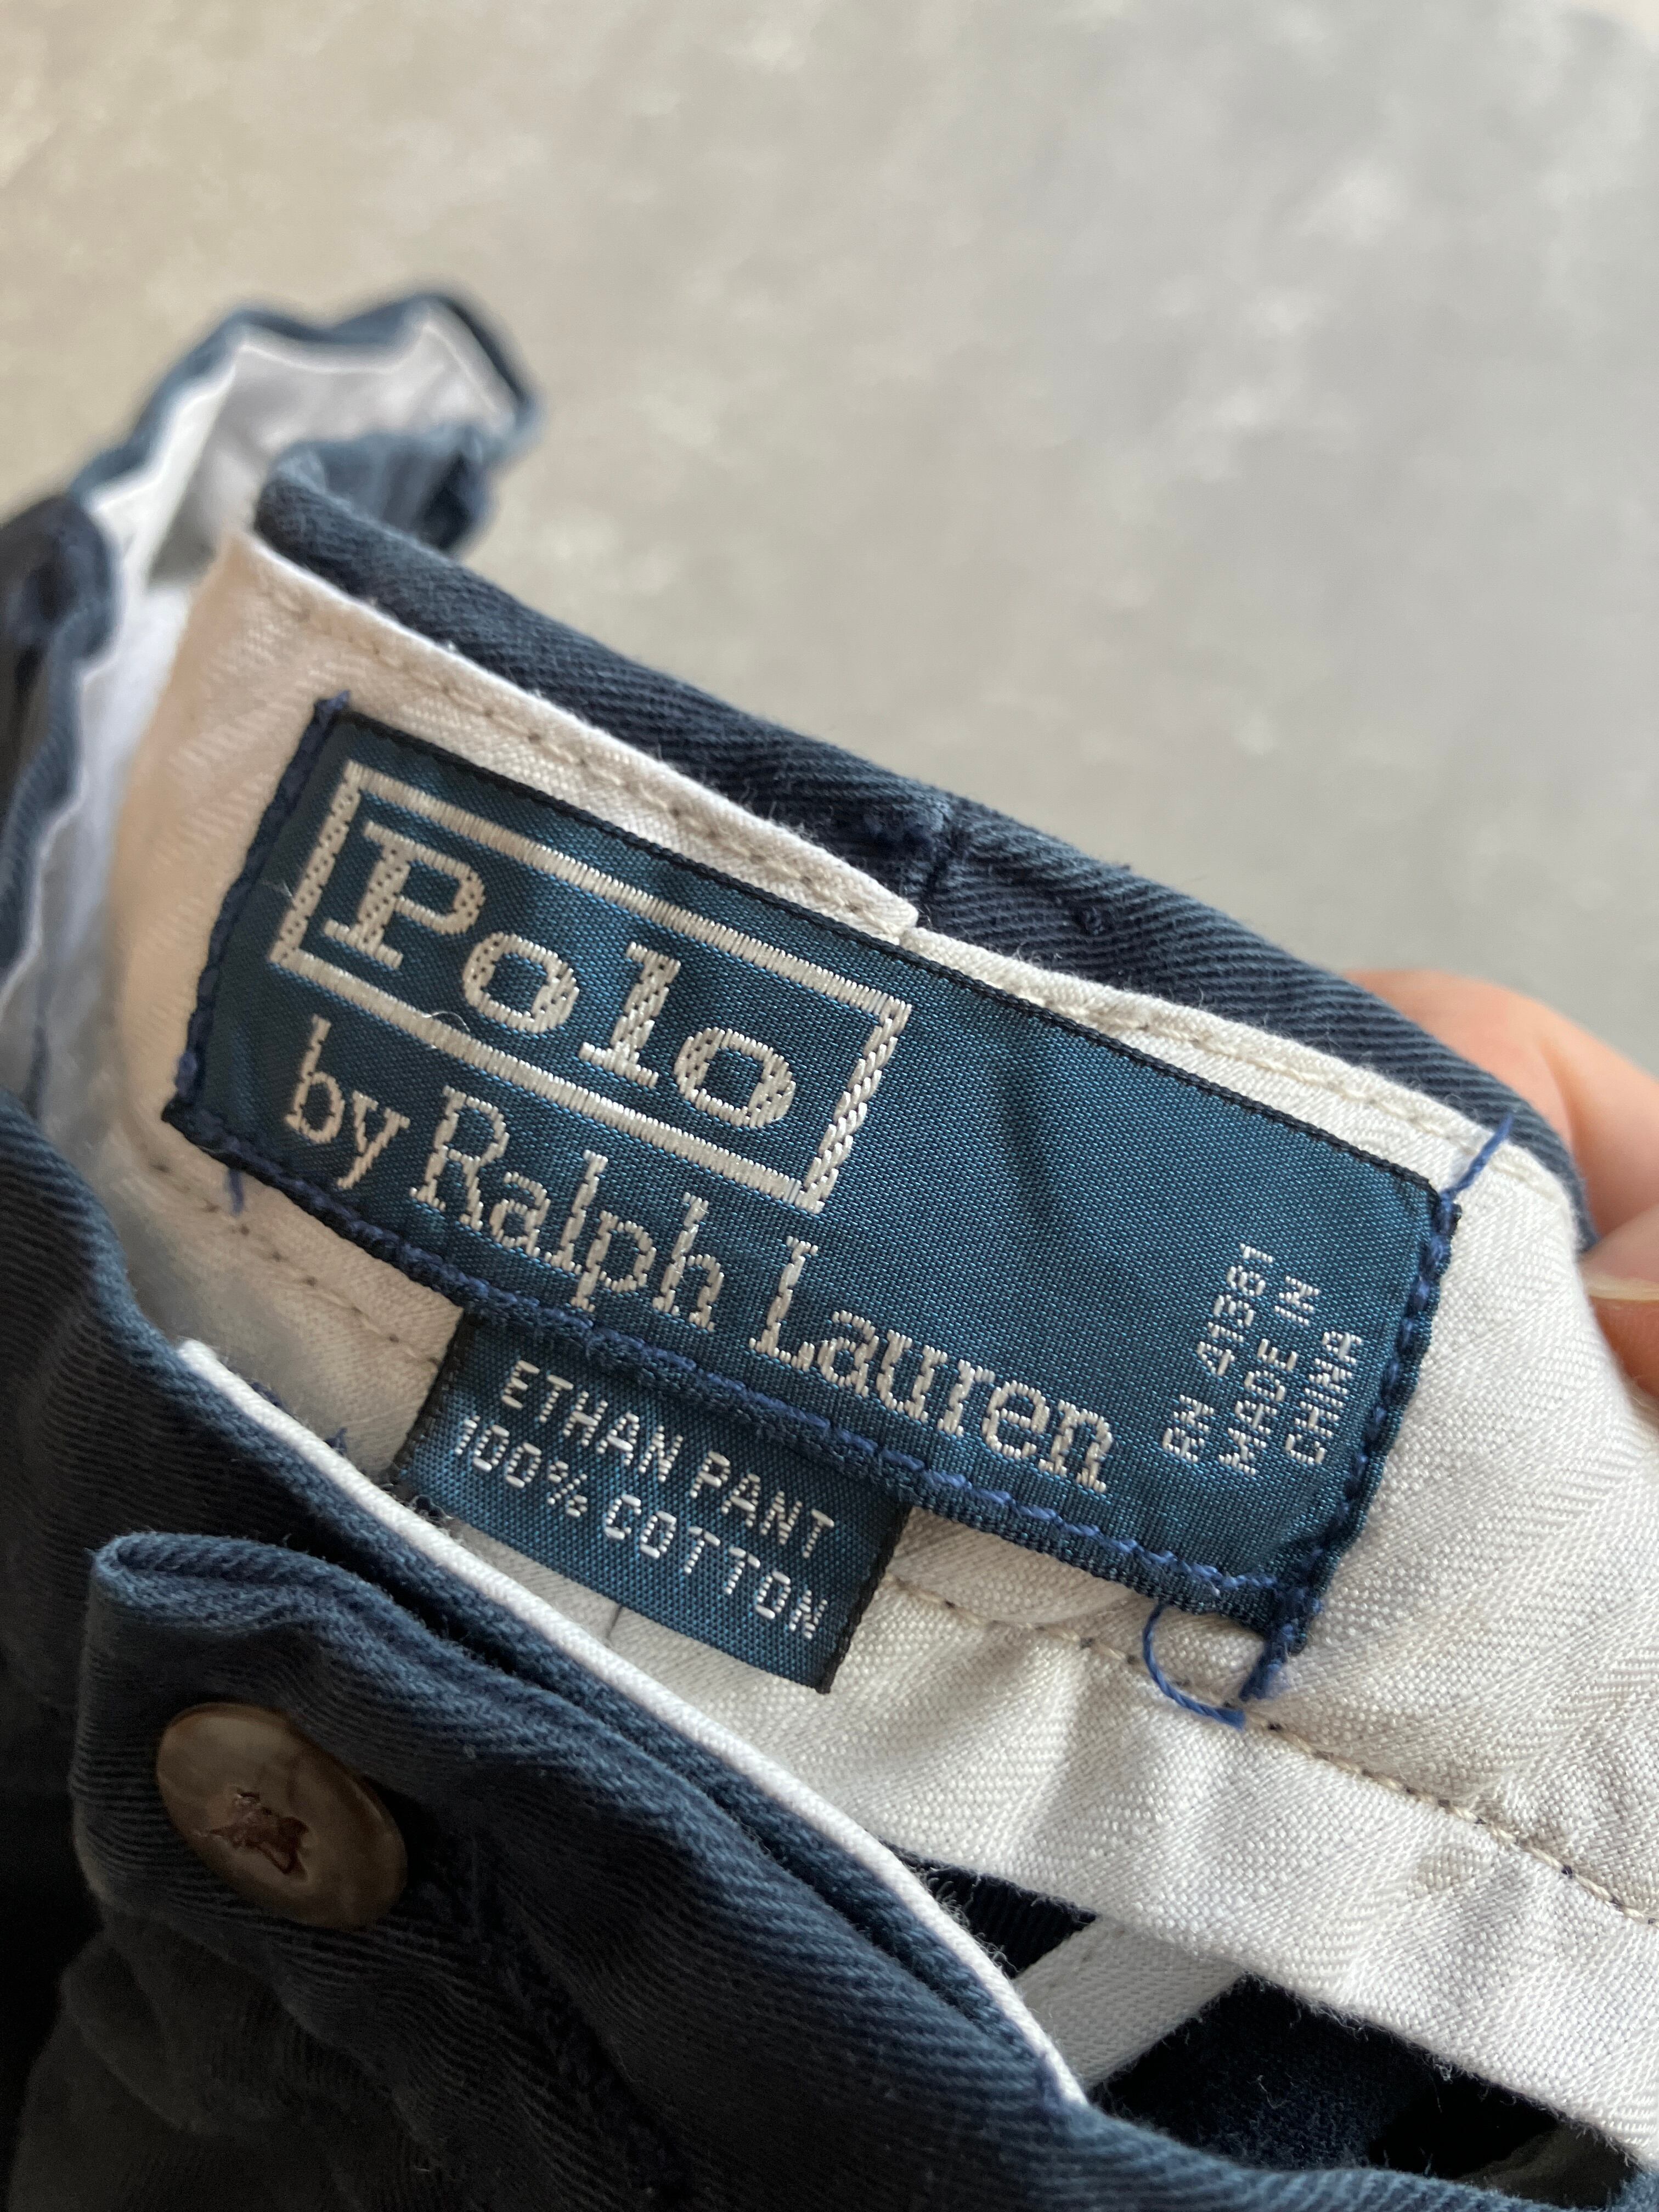 Polo
by Ralph Lauren
RN 41381
MADE IN
CHINA
ETHAN PANT
100% COTTON